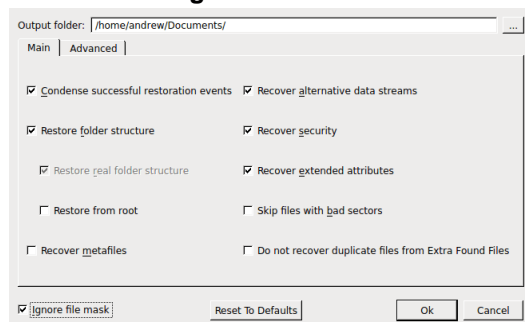 Output folder: /home/andrew/Documents/ ...
Main Advanced
Condense successful restoration events Recover alternative data streams
Restore folder structure Recover security
Restore real folder structure Recover extended attributes
Restore from root Skip files with bad sectors
Recover metafiles Do not recover duplicate files from Extra Found Files
Ignore file mask Reset To Defaults Ok Cancel